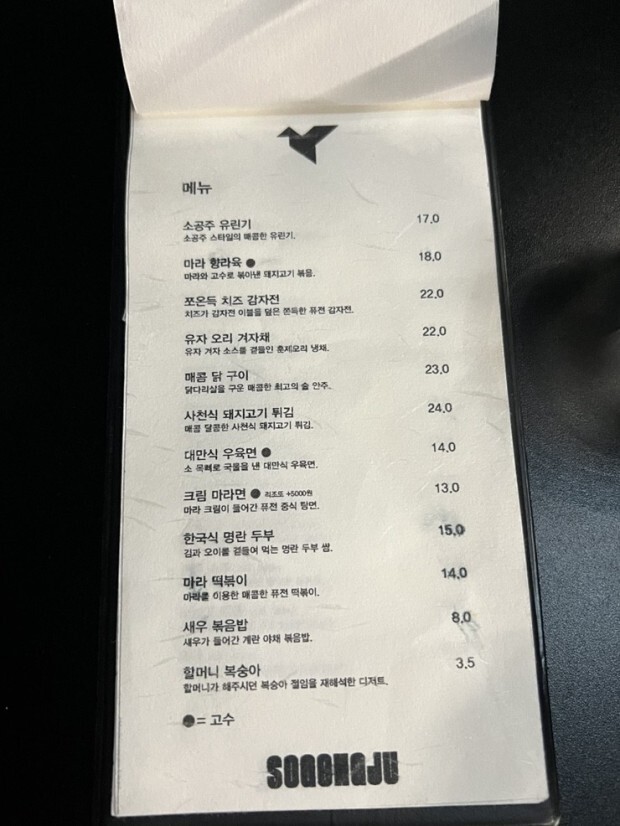 메뉴
소공주 유린기 17.0
소공주 스타일의 매콤한 유린기.
마라 향라육 ● 18.0
마라와 고수로 볶아낸 돼지고기 볶음.
쪼온득 치즈 감자전 22.0
치즈가 감자전 이불을 덮은 쫀득한 퓨전 감자전.
유자 오리 겨자채 22.0
유자 겨자 소스를 곁들인 훈제오리 냉채.
매콤 닭 구이 23.0
닭다리살을 구운 매콤한 최고의 술 안주.
사천식 돼지고기 튀김 24.0
매콤 달콤한 사천식 돼지고기 튀김.
대만식 우육면 ● 14.0
소 목뼈로 국물을 낸 대만식 우육면.
크림 마라면 ● 리조또 +5000원 13.0
마라 크림이 들어간 퓨전 중식 탕면.
한국식 명란 두부 15.0
김과 오이를 곁들여 먹는 명란 두부 쌈.
마라 떡볶이 14.0
마라를 이용한 매콤한 퓨전 떡볶이.
새우 볶음밥 8.0
새우가 들어간 계란 야채 볶음밥.
할머니 복숭아 3.5
할머니가 해주시던 복숭아 절임을 재해석한 디저트.
●= 고수
SOGONGJU